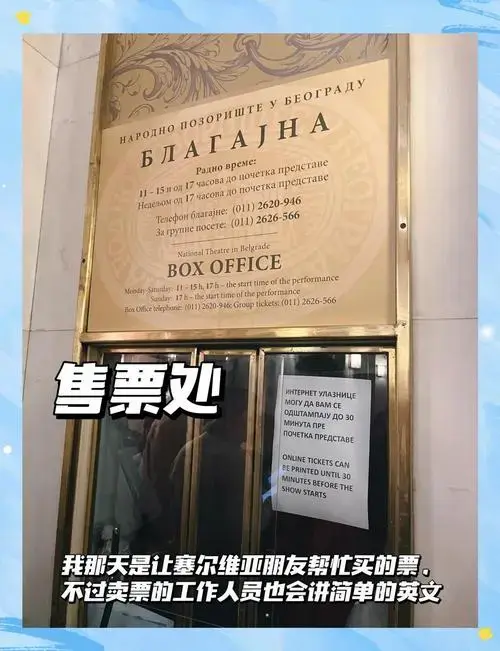 НАРОДНО ПОЗОРИШТЕ У БЕОГРАДУ
БЛАГАЈНА
Радно време:
11 – 15 и од 17 часова до почетка представе
Недељом од 17 часова до почетка представе
Телефон благајне: (011) 2620-946
За групне посете: (011) 2626-566
National Theatre in Belgrade
BOX OFFICE
Monday-Saturday: 11 - 15 h, 17 h – the start time of the performance
Sunday: 17 h – the start time of the performance
Box Office telephone: (011) 2620-946; Group tickets: (011) 2626-566
售票处
ИНТЕРНЕТ УЛАЗНИЦЕ
МОГУ ДА ВАМ СЕ
ОДШТАМПАЈУ ДО 30
МИНУТА ПРЕ
ПОЧЕТКА ПРЕДСТАВЕ
ONLINE TICKETS CAN
BE PRINTED UNTIL 30
MINUTES BEFORE THE
SHOW STARTS
我那天是让塞尔维亚朋友帮忙买的票，
不过卖票的工作人员也会讲简单的英文